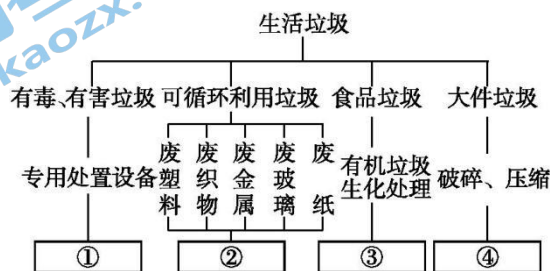 kaozx.
生活垃圾
有毒、有害垃圾 可循环利用垃圾 食品垃圾 大件垃圾
专用处置设备
废塑料
废织物
废金属
废玻璃
废纸
有机垃圾
生化处理
破碎、压缩
① ② ③ ④